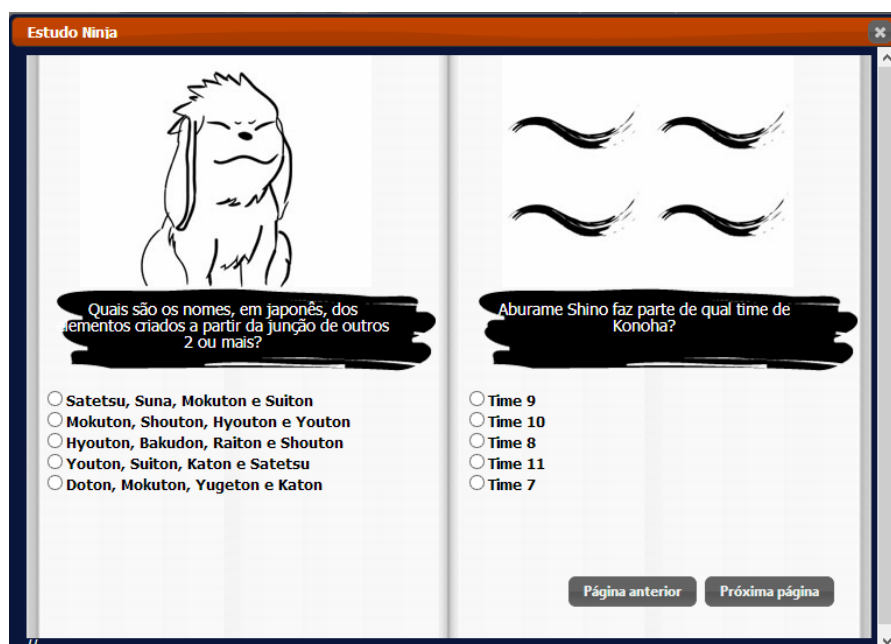 Estudo Ninja
Quais são os nomes, em japonês, dos
elementos criados a partir da junção de outros
2 ou mais?
Satetsu, Suna, Mokuton e Suiton
Mokuton, Shouton, Hyouton e Youton
Hyouton, Bakudon, Raiton e Shouton
Youton, Suiton, Katon e Satetsu
Doton, Mokuton, Yugeton e Katon
Aburame Shino faz parte de qual time de
Konoha?
Time 9
Time 10
Time 8
Time 11
Time 7
Página anterior
Próxima página
//